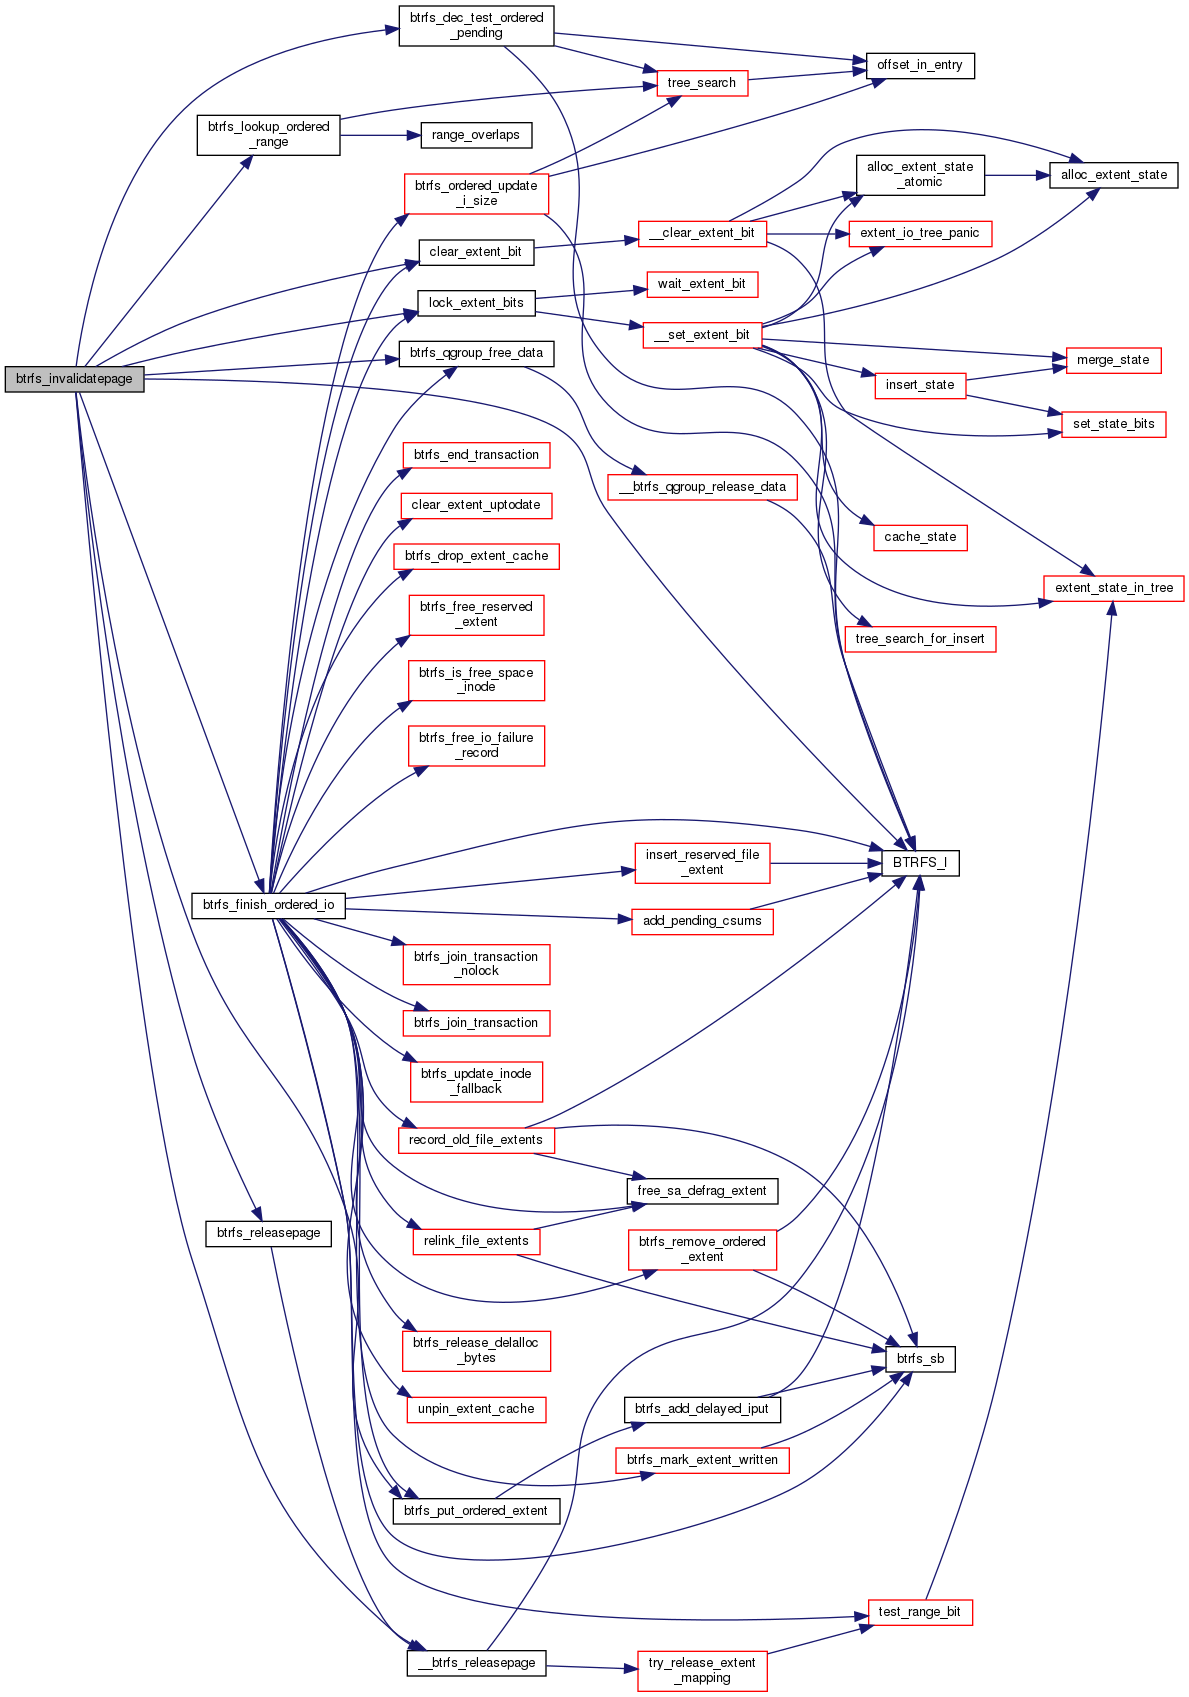 btrfs_dec_test_ordered
_pending
offset_in_entry
tree_search
btrfs_lookup_ordered
_range
range_overlaps
alloc_extent_state
_atomic
alloc_extent_state
btrfs_ordered_update
_i_size
__clear_extent_bit
extent_io_tree_panic
clear_extent_bit
wait_extent_bit
lock_extent_bits
__set_extent_bit
btrfs_qgroup_free_data
merge_state
btrfs_invalidatepage
insert_state
set_state_bits
btrfs_end_transaction
__btrfs_qgroup_release_data
clear_extent_uptodate
cache_state
btrfs_drop_extent_cache
extent_state_in_tree
btrfs_free_reserved
_extent
tree_search_for_insert
btrfs_is_free_space
_inode
btrfs_free_io_failure
_record
insert_reserved_file
_extent
BTRFS_I
btrfs_finish_ordered_io
add_pending_csums
btrfs_join_transaction
_nolock
btrfs_join_transaction
btrfs_update_inode
_fallback
record_old_file_extents
free_sa_defrag_extent
btrfs_releasepage
relink_file_extents
btrfs_remove_ordered
_extent
btrfs_release_delalloc
_bytes
btrfs_sb
unpin_extent_cache
btrfs_add_delayed_iput
btrfs_mark_extent_written
btrfs_put_ordered_extent
test_range_bit
__btrfs_releasepage
try_release_extent
_mapping